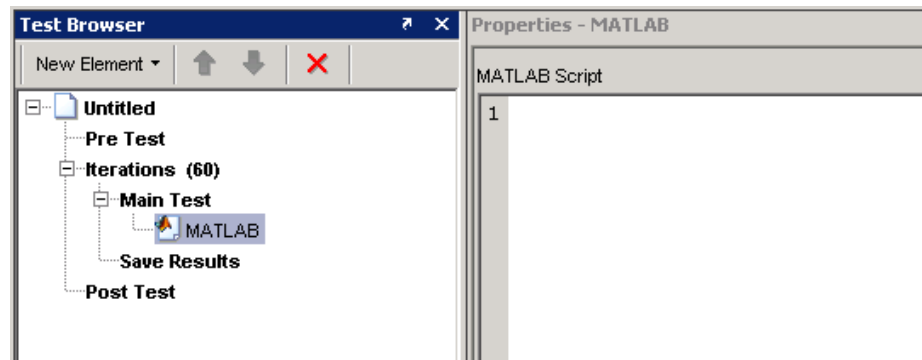 Test Browser
New Element
Untitled
Pre Test
Iterations (60)
Main Test
MATLAB
Save Results
Post Test
Properties - MATLAB
MATLAB Script
1